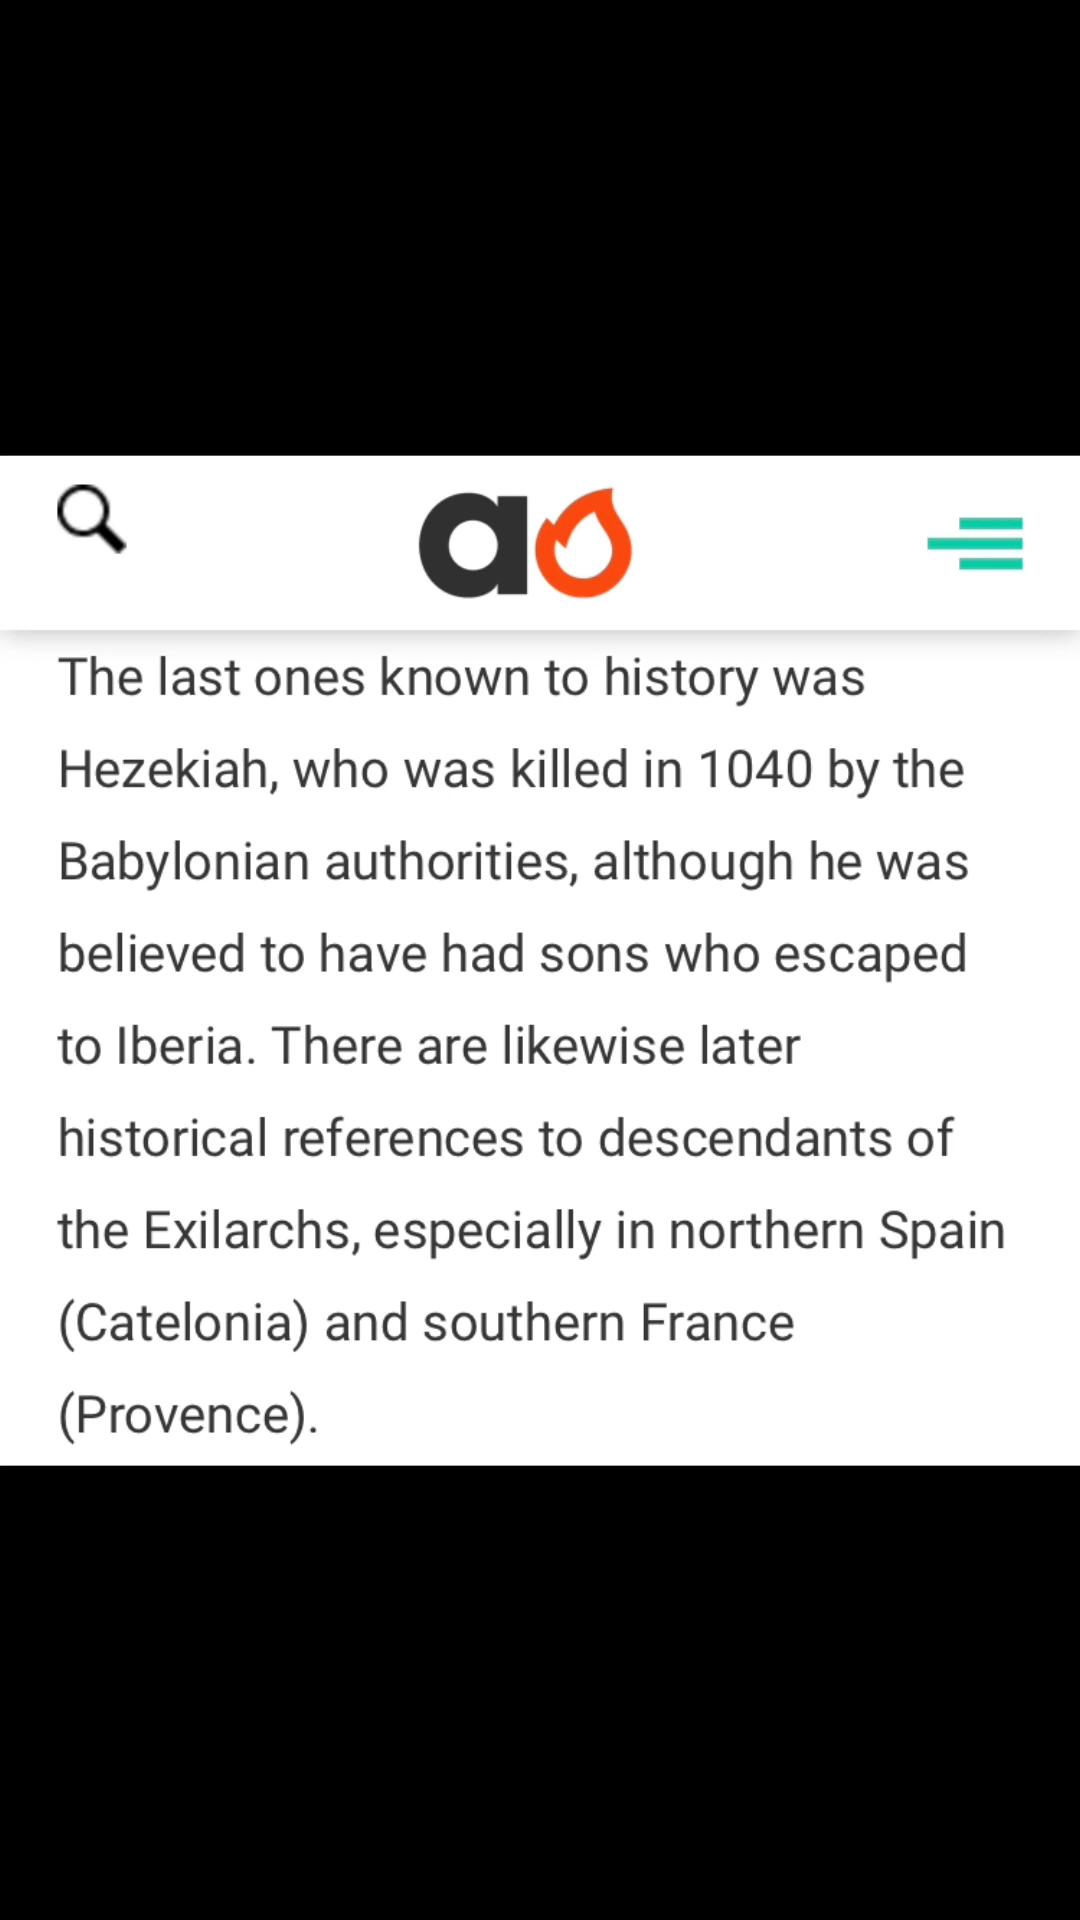 ao
The last ones known to history was
Hezekiah, who was killed in 1040 by the
Babylonian authorities, although he was
believed to have had sons who escaped
to Iberia. There are likewise later
historical references to descendants of
the Exilarchs, especially in northern Spain
(Catelonia) and southern France
(Provence).